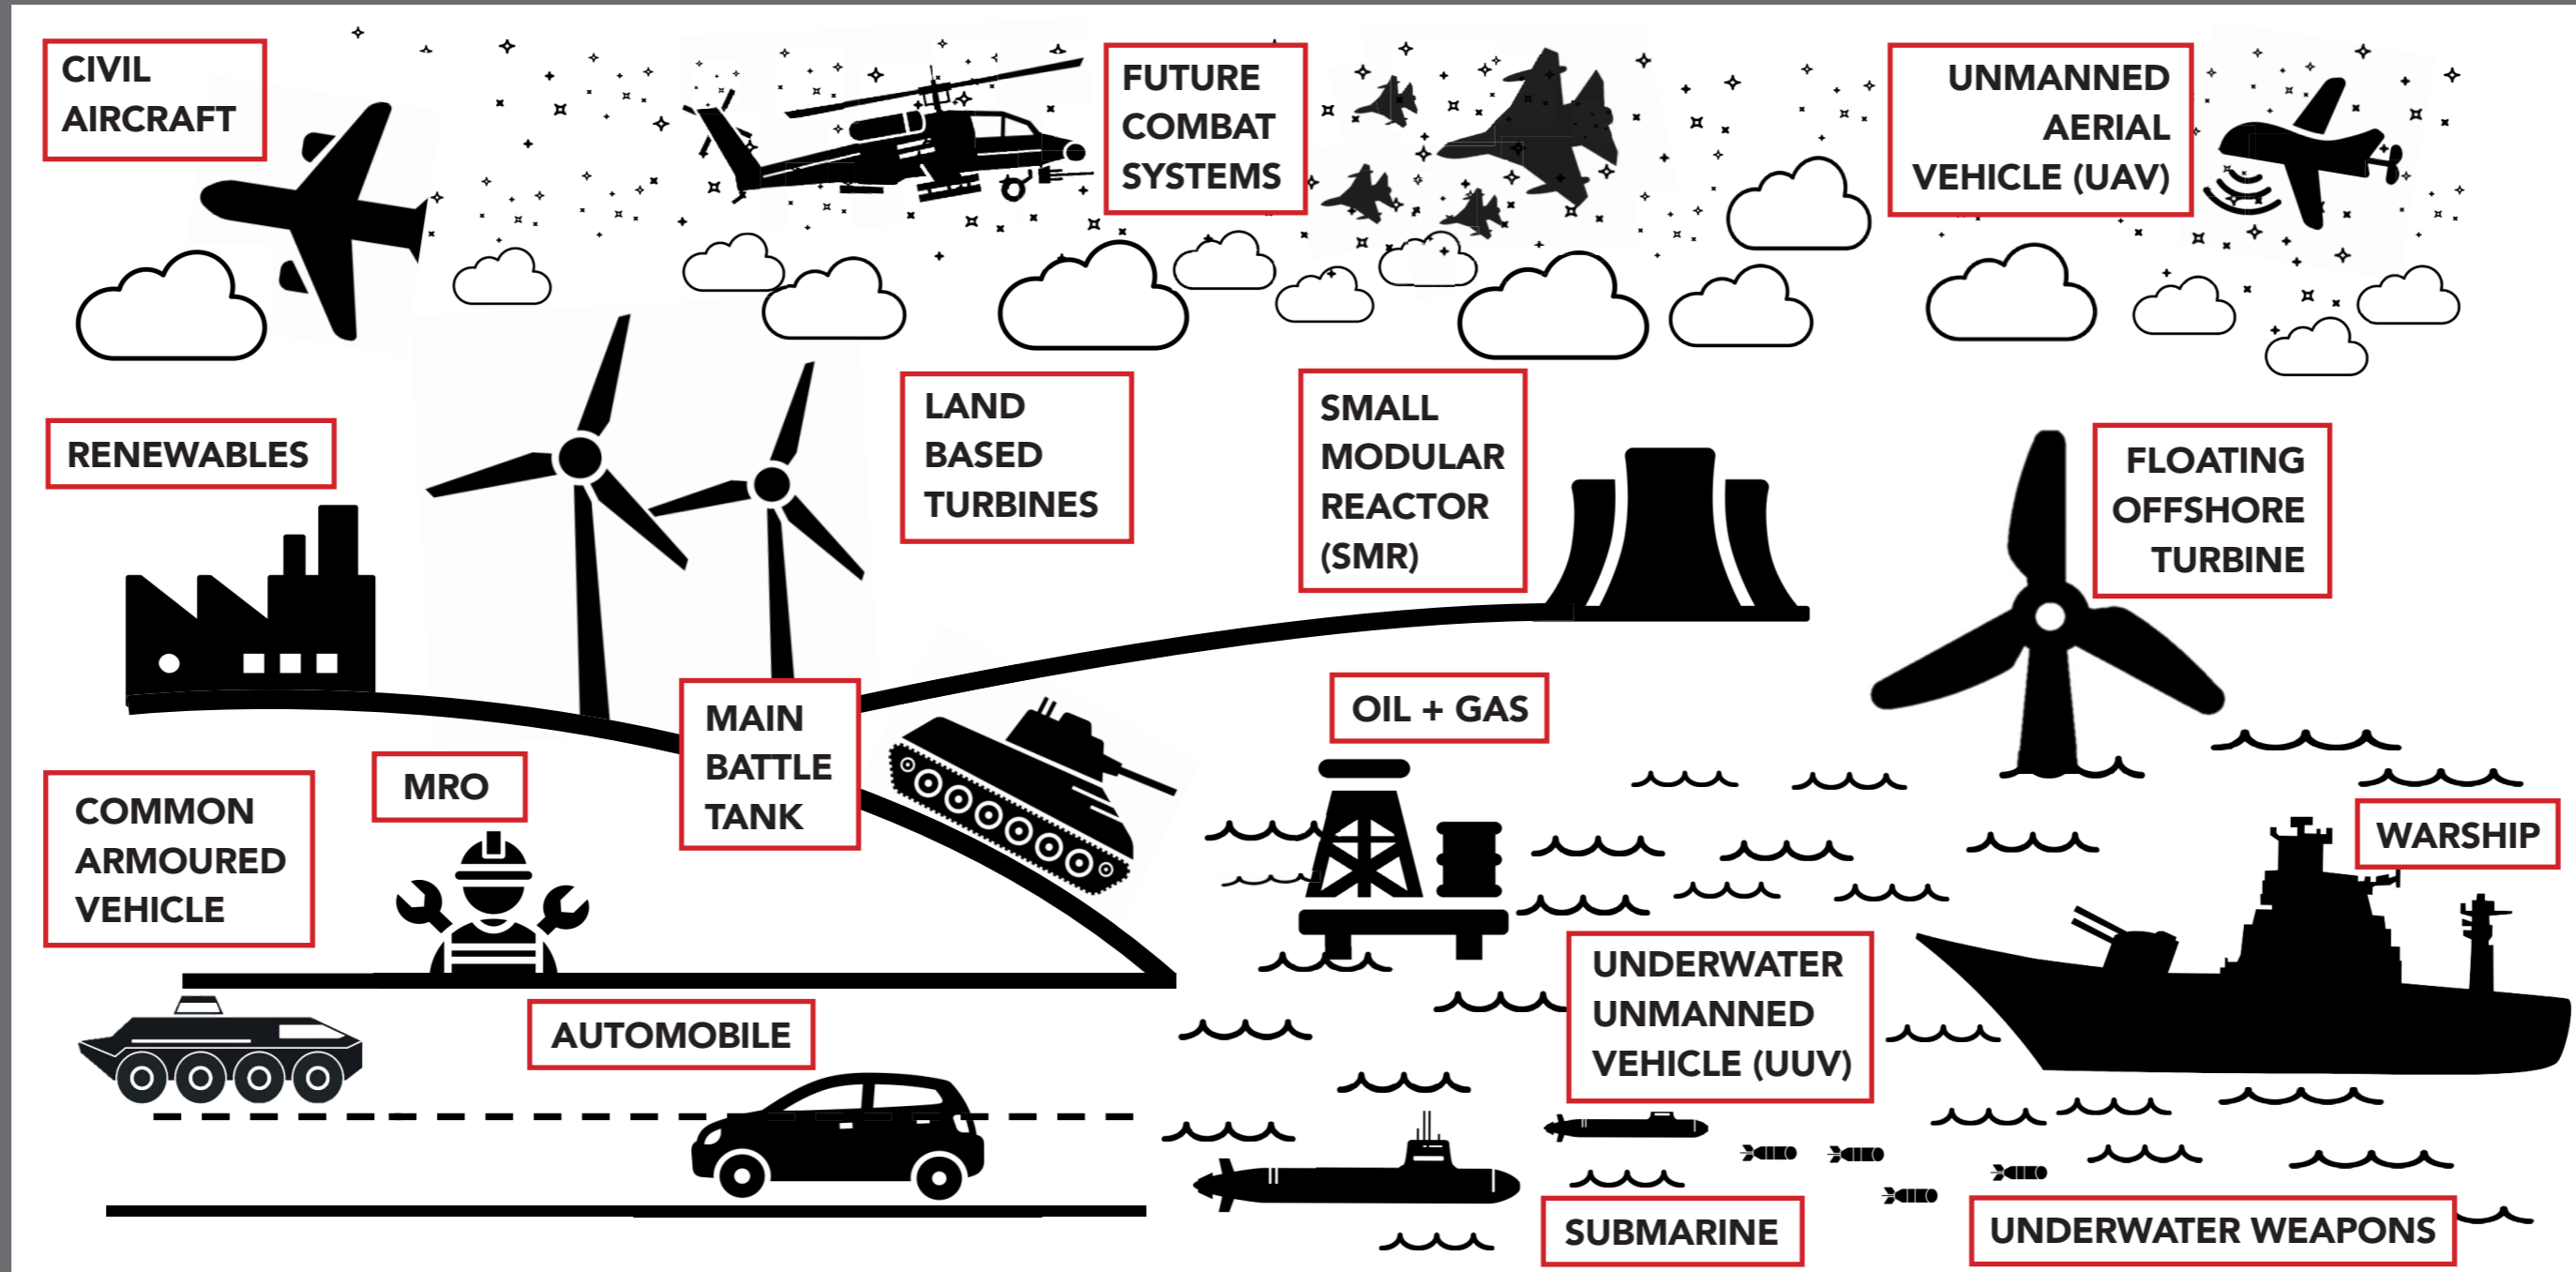 CIVIL
AIRCRAFT
FUTURE
COMBAT
SYSTEMS
UNMANNED
AERIAL
VEHICLE (UAV)
RENEWABLES
LAND
BASED
TURBINES
SMALL
MODULAR
REACTOR
(SMR)
FLOATING
OFFSHORE
TURBINE
MAIN
BATTLE
TANK
OIL + GAS
COMMON
ARMOURED
VEHICLE
MRO
WARSHIP
UNDERWATER
UNMANNED
VEHICLE (UUV)
AUTOMOBILE
SUBMARINE
UNDERWATER WEAPONS